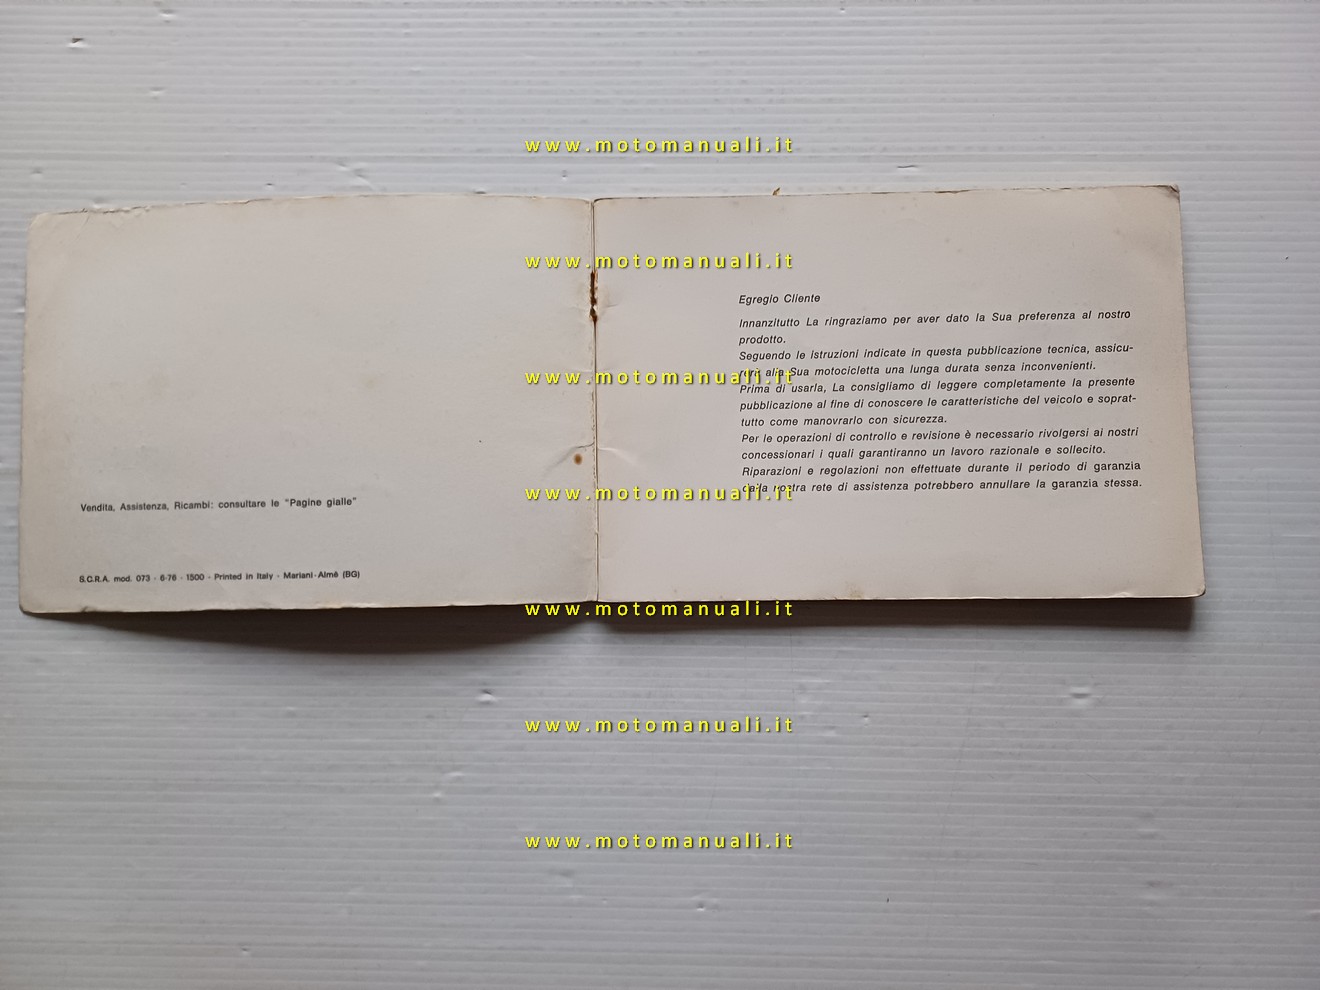 www.motomanuali.it
www.motomanuali.it
Vendita, Assistenza, Ricambi: consultare le "Pagine gialle"
S.C.R.A. mod. 073 - 6-76 - 1500 - Printed in Italy - Mariani-Almè (BG)
Egregio Cliente
Innanzitutto La ringraziamo per aver dato la Sua preferenza al nostro
prodotto.
Seguendo le istruzioni indicate in questa pubblicazione tecnica, assicu-
rerà alla Sua motocicletta una lunga durata senza inconvenienti.
www.motomanuali.it
Prima di usarla, La consigliamo di leggere completamente la presente
pubblicazione al fine di conoscere le caratteristiche del veicolo e soprat-
tutto come manovrarlo con sicurezza.
Per le operazioni di controllo e revisione è necessario rivolgersi ai nostri
concessionari i quali garantiranno un lavoro razionale e sollecito.
Riparazioni e regolazioni non effettuate durante il periodo di garanzia
dalla nostra rete di assistenza potrebbero annullare la garanzia stessa.
www.motomanuali.it
www.motomanuali.it
www.motomanuali.it
www.motomanuali.it